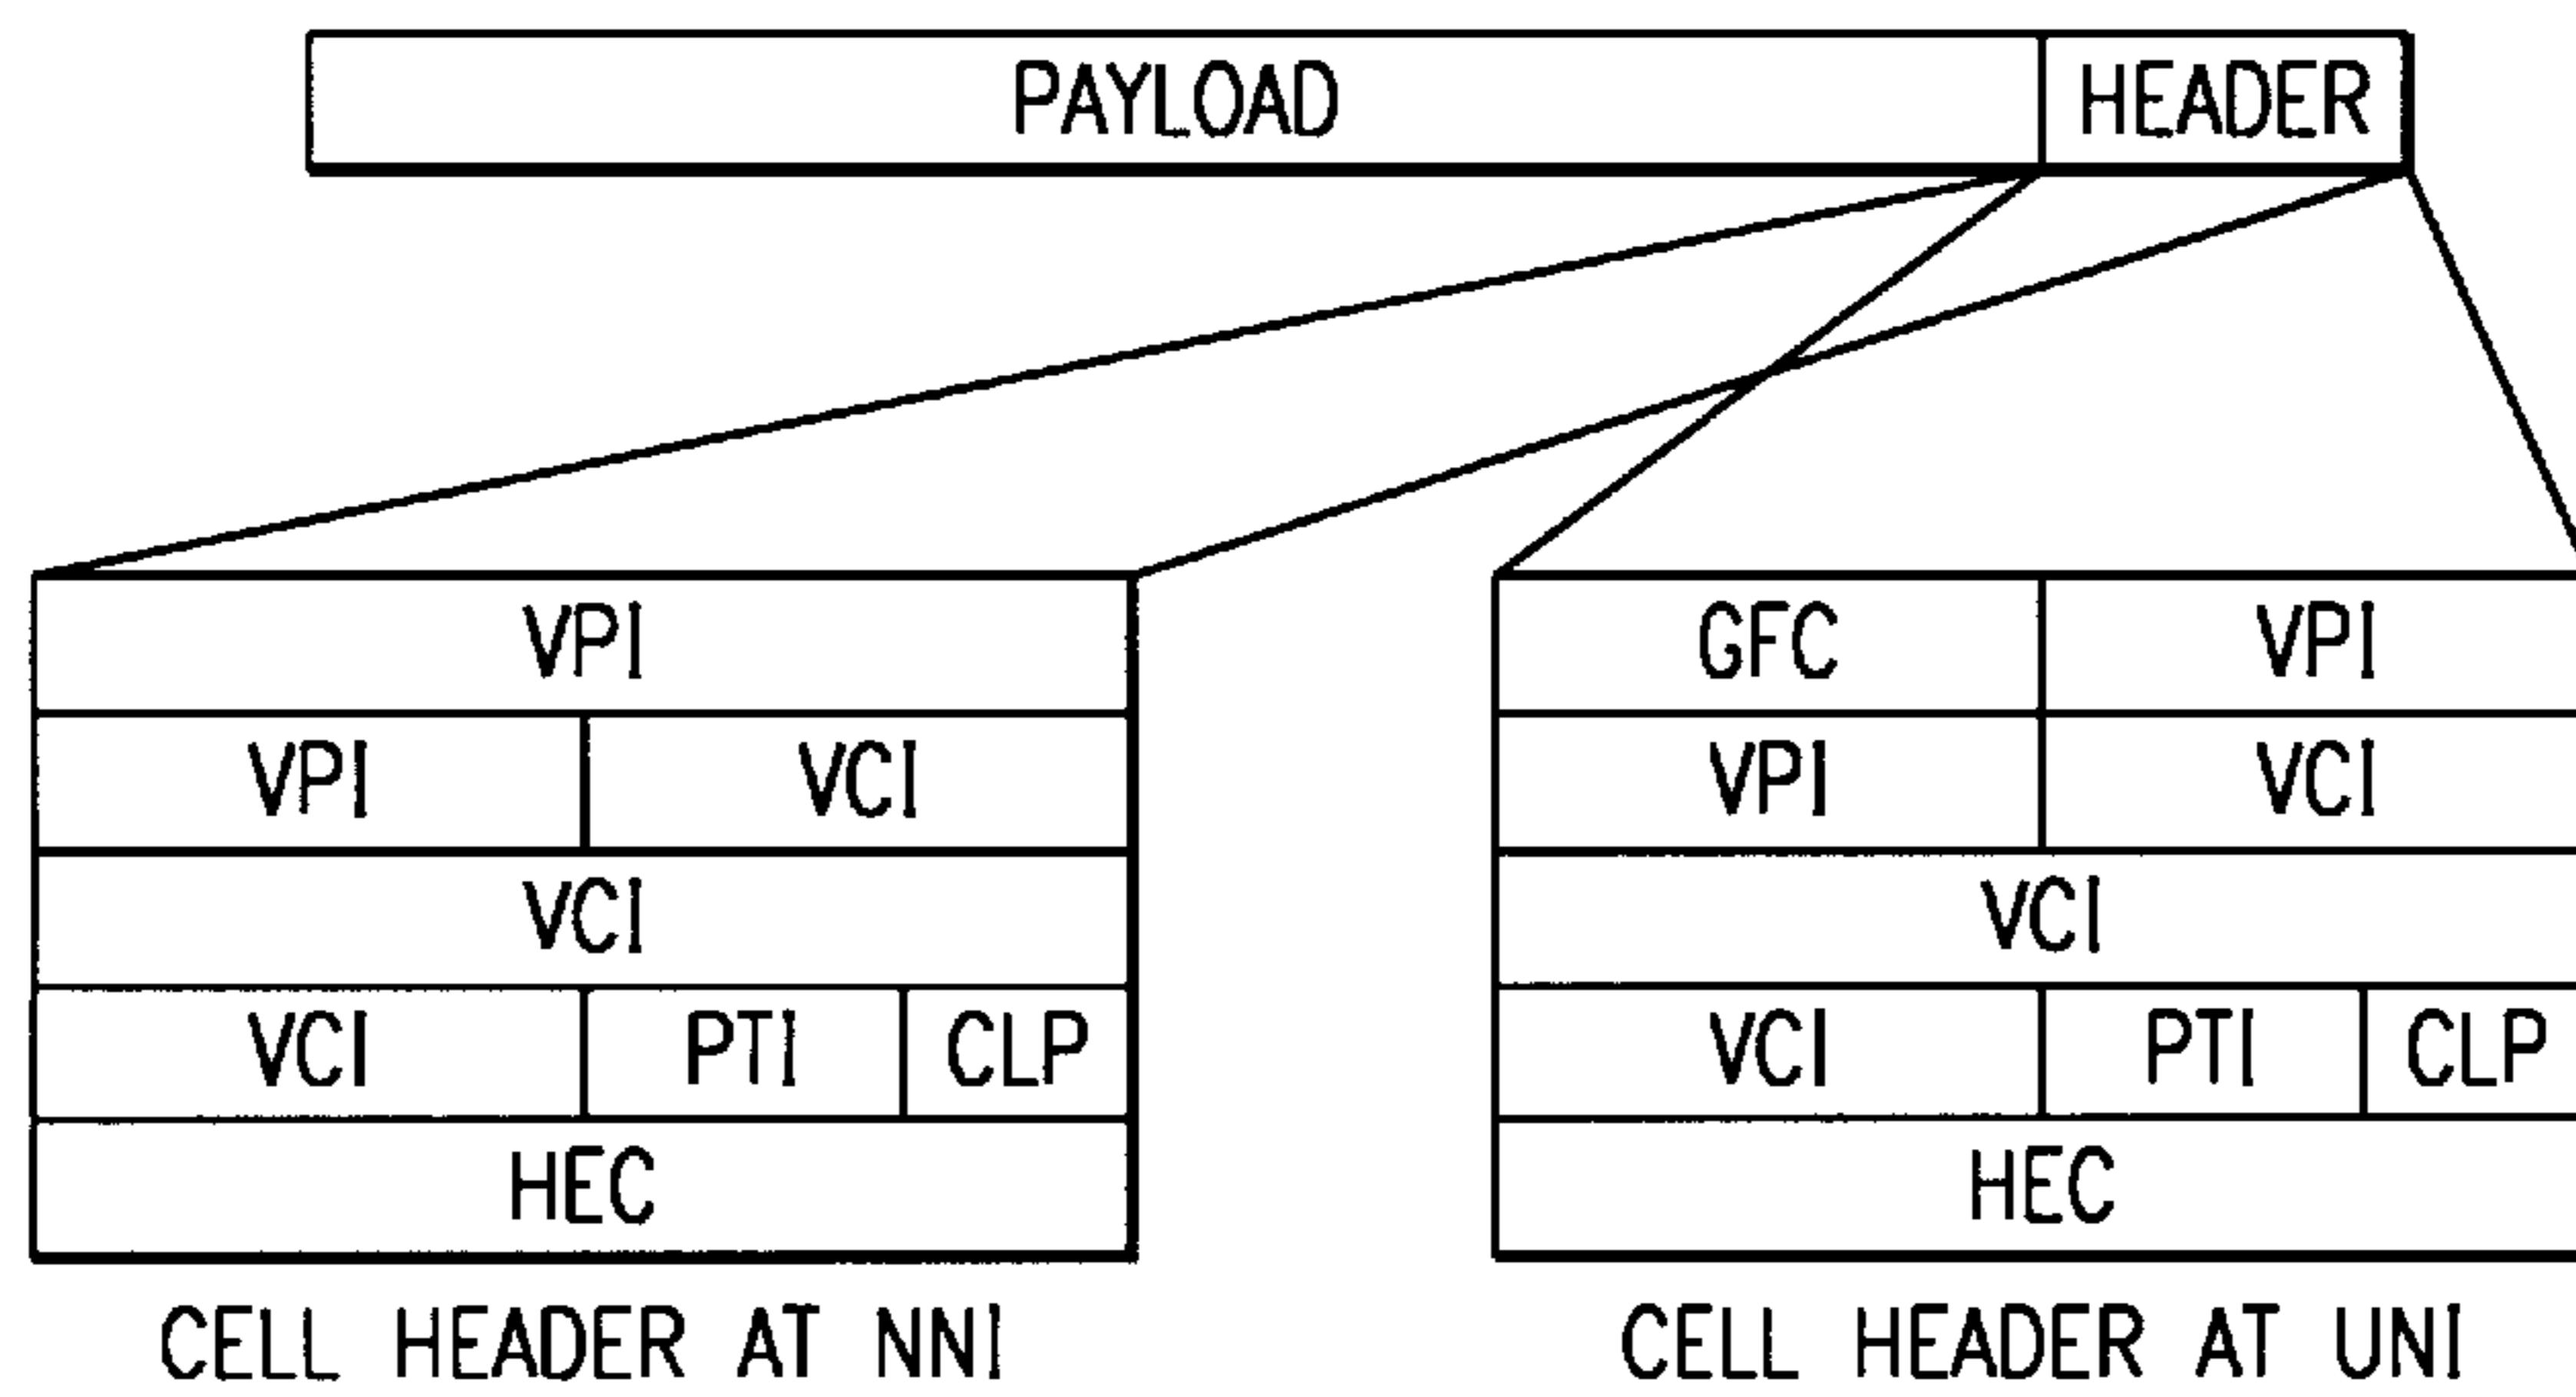 PAYLOAD HEADER
VPI
VPI VCI
VCI
VCI PTI CLP
HEC
CELL HEADER AT NNI
GFC VPI
VPI VCI
VCI
VCI PTI CLP
HEC
CELL HEADER AT UNI